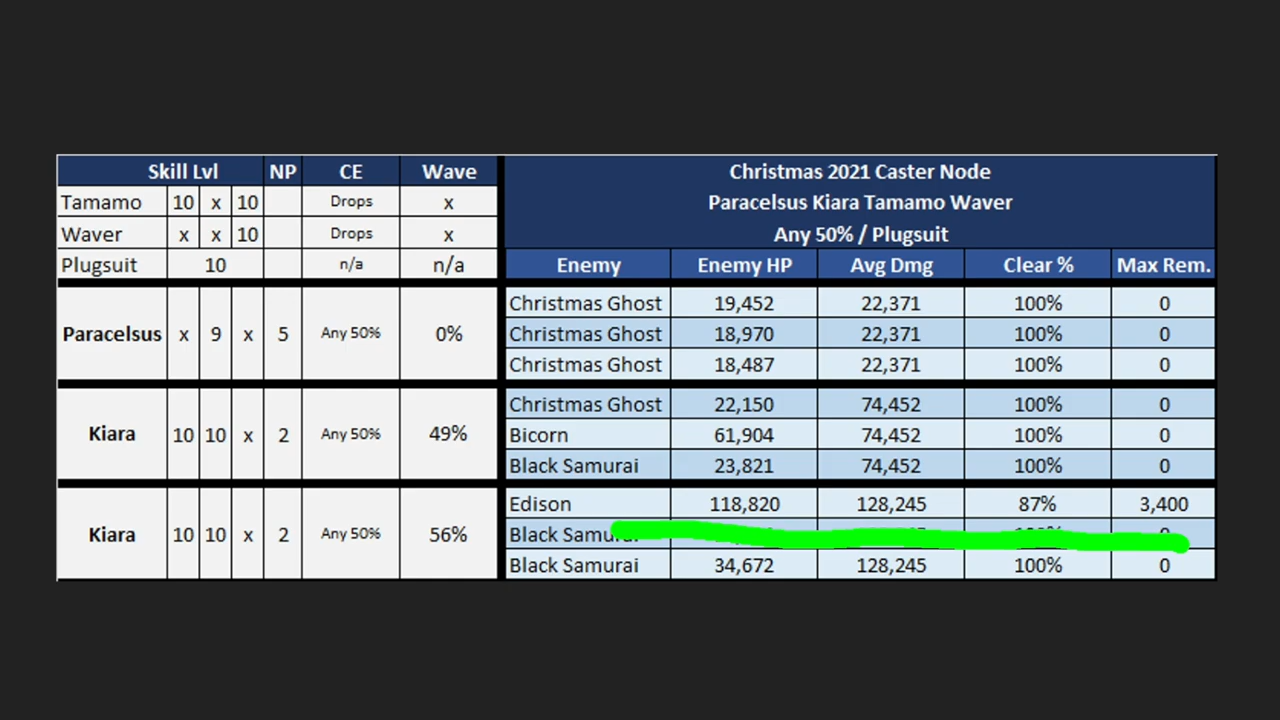 Skill Lvl NP CE Wave Christmas 2021 Caster Node
Tamamo 10 x 10 Drops x Paracelsus Kiara Tamamo Waver
Waver x x 10 Drops x Any 50% / Plugsuit
Plugsuit 10 n/a n/a Enemy Enemy HP Avg Dmg Clear % Max Rem.
Christmas Ghost 19,452 22,371 100% 0
Paracelsus x 9 x 5 Any 50% 0% Christmas Ghost 18,970 22,371 100% 0
Christmas Ghost 18,487 22,371 100% 0
Christmas Ghost 22,150 74,452 100% 0
Kiara 10 10 x 2 Any 50% 49% Bicorn 61,904 74,452 100% 0
Black Samurai 23,821 74,452 100% 0
Edison 118,820 128,245 87% 3,400
Kiara 10 10 x 2 Any 50% 56% Black Samurai
Black Samurai 34,672 128,245 100% 0